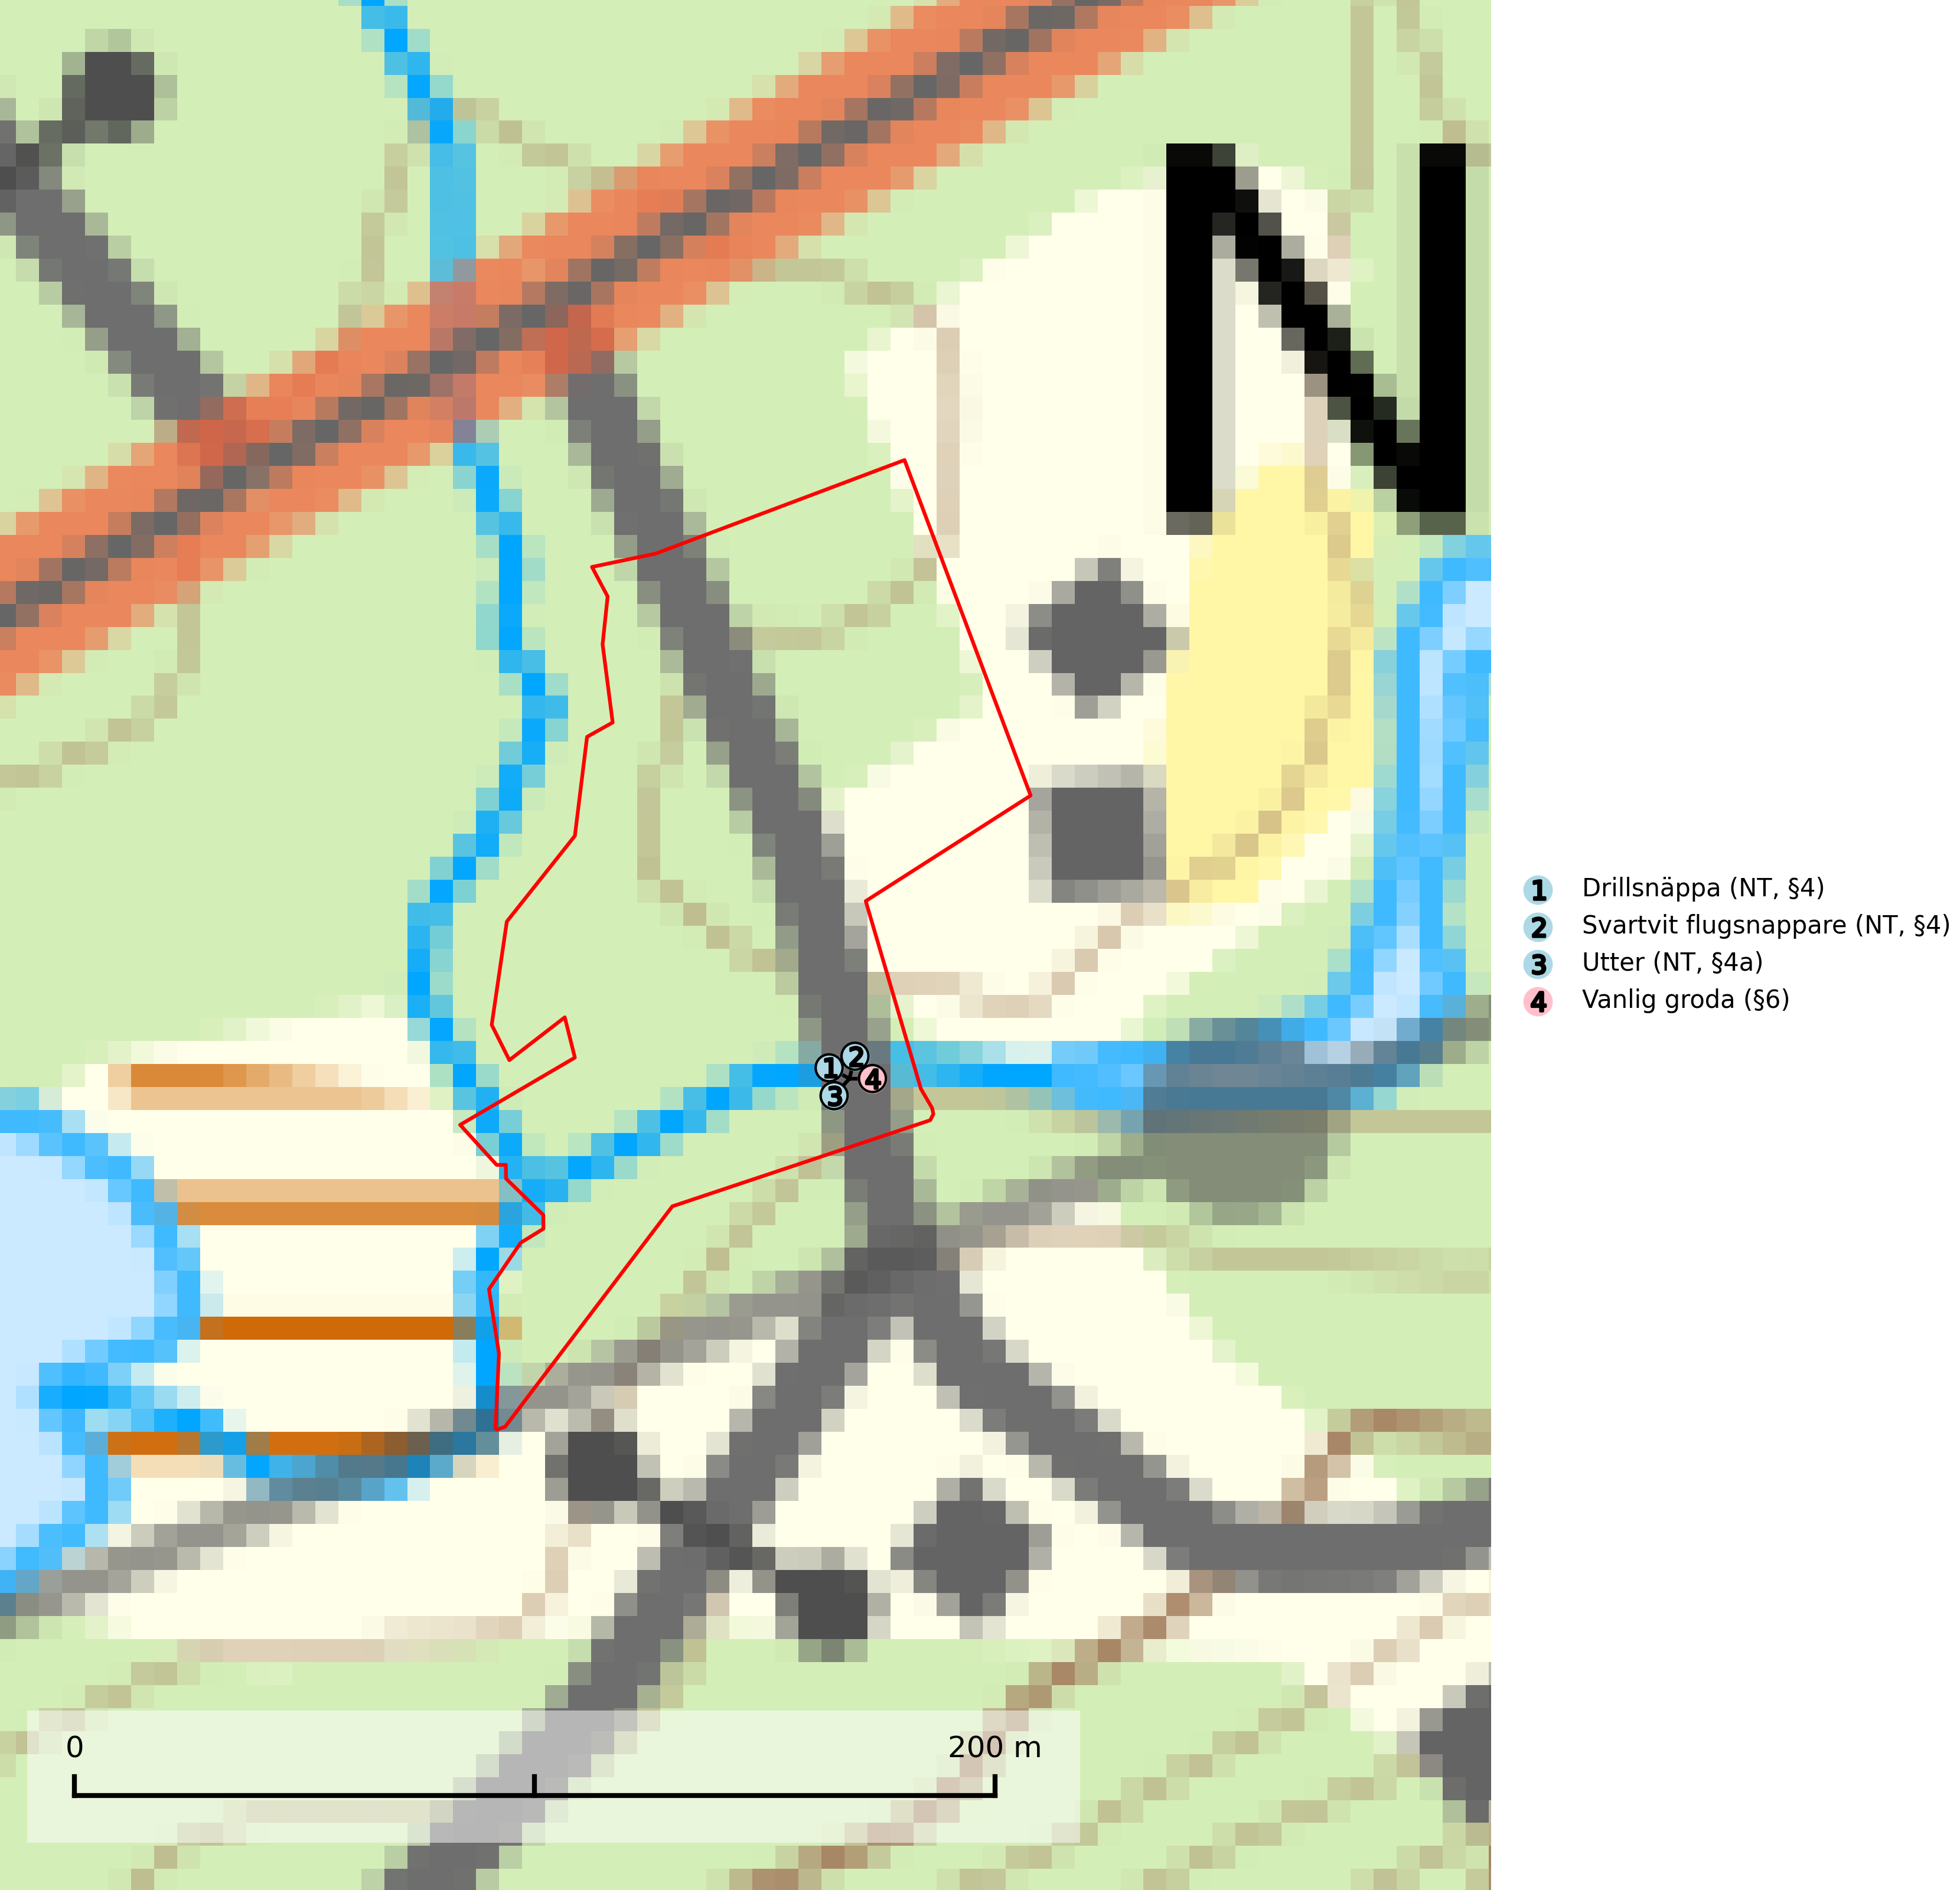 N
1
2
3
4
1 Drillsnäppa (NT, §4)
2 Svartvit flugsnappare (NT, §4)
3 Utter (NT, §4a)
4 Vanlig groda (§6)
0 200 m